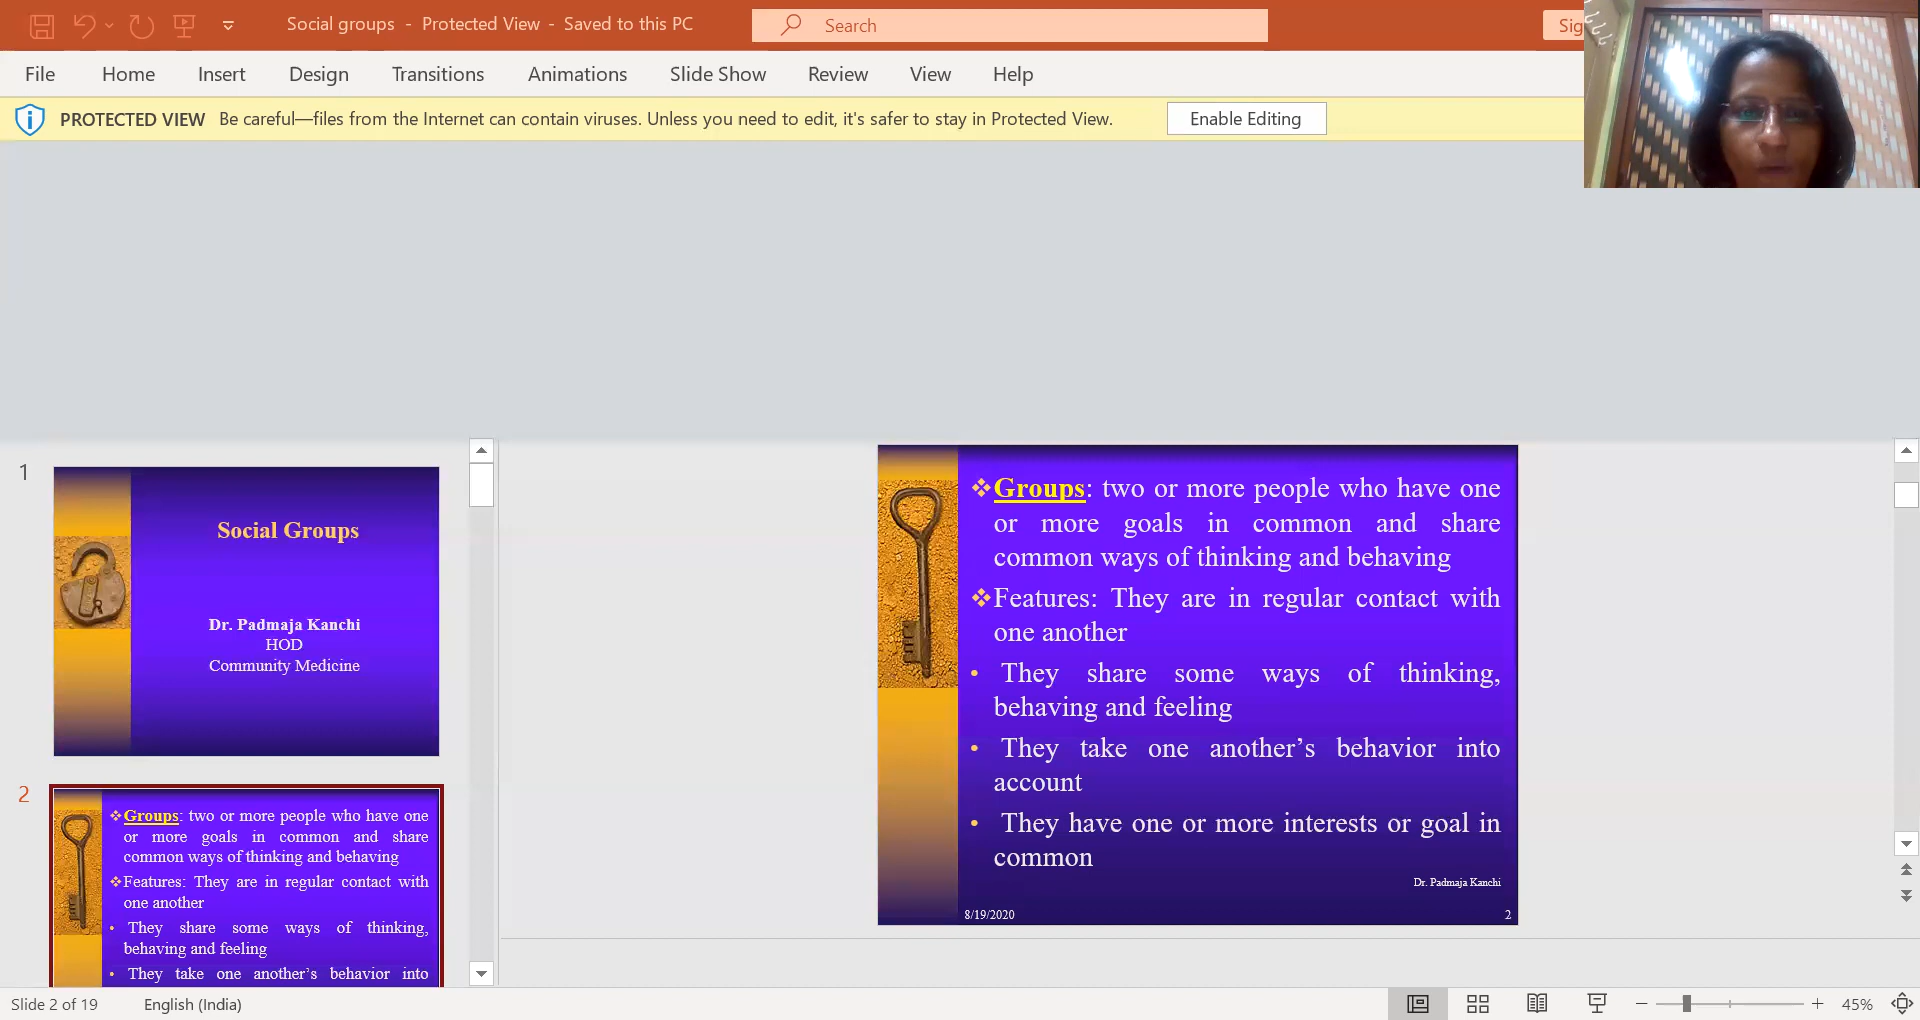 Social groups - Protected View - Saved to this PC
Search
File Home Insert Design Transitions Animations Slide Show Review View Help
PROTECTED VIEW Be careful—files from the Internet can contain viruses. Unless you need to edit, it's safer to stay in Protected View.
Enable Editing
1
Social Groups
Dr. Padmaja Kanchi
HOD
Community Medicine
2
❖Groups: two or more people who have one
or more goals in common and share
common ways of thinking and behaving
❖Features: They are in regular contact with
one another
• They share some ways of thinking,
behaving and feeling
• They take one another's behavior into
❖Groups: two or more people who have one
or more goals in common and share
common ways of thinking and behaving
❖Features: They are in regular contact with
one another
• They share some ways of thinking,
behaving and feeling
• They take one another’s behavior into
account
• They have one or more interests or goal in
common
Dr. Padmaja Kanchi
8/19/2020 2
Slide 2 of 19 English (India) 45%